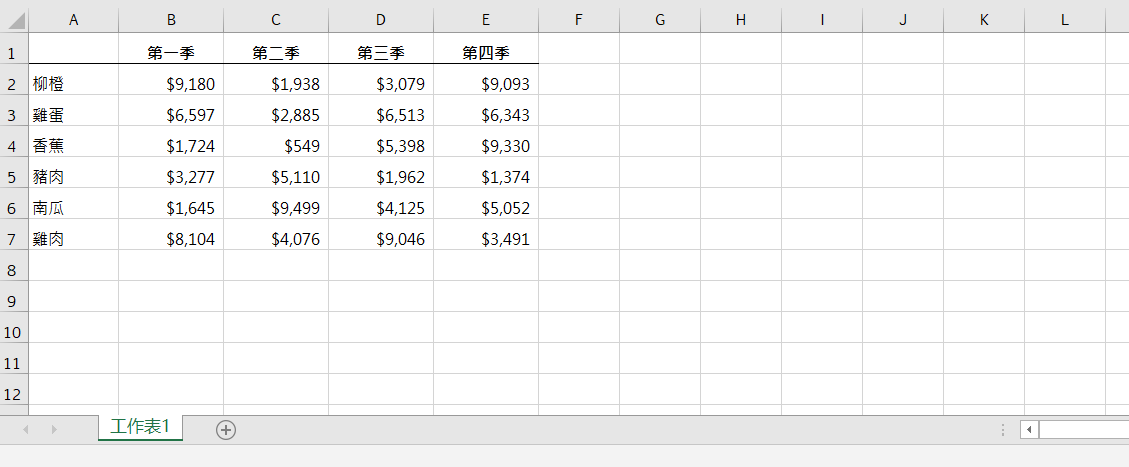 A B C D E F G H I J K L
1 第一季 第二季 第三季 第四季
2 柳橙 $9,180 $1,938 $3,079 $9,093
3 雞蛋 $6,597 $2,885 $6,513 $6,343
4 香蕉 $1,724 $549 $5,398 $9,330
5 豬肉 $3,277 $5,110 $1,962 $1,374
6 南瓜 $1,645 $9,499 $4,125 $5,052
7 雞肉 $8,104 $4,076 $9,046 $3,491
8
9
10
11
12
工作表1